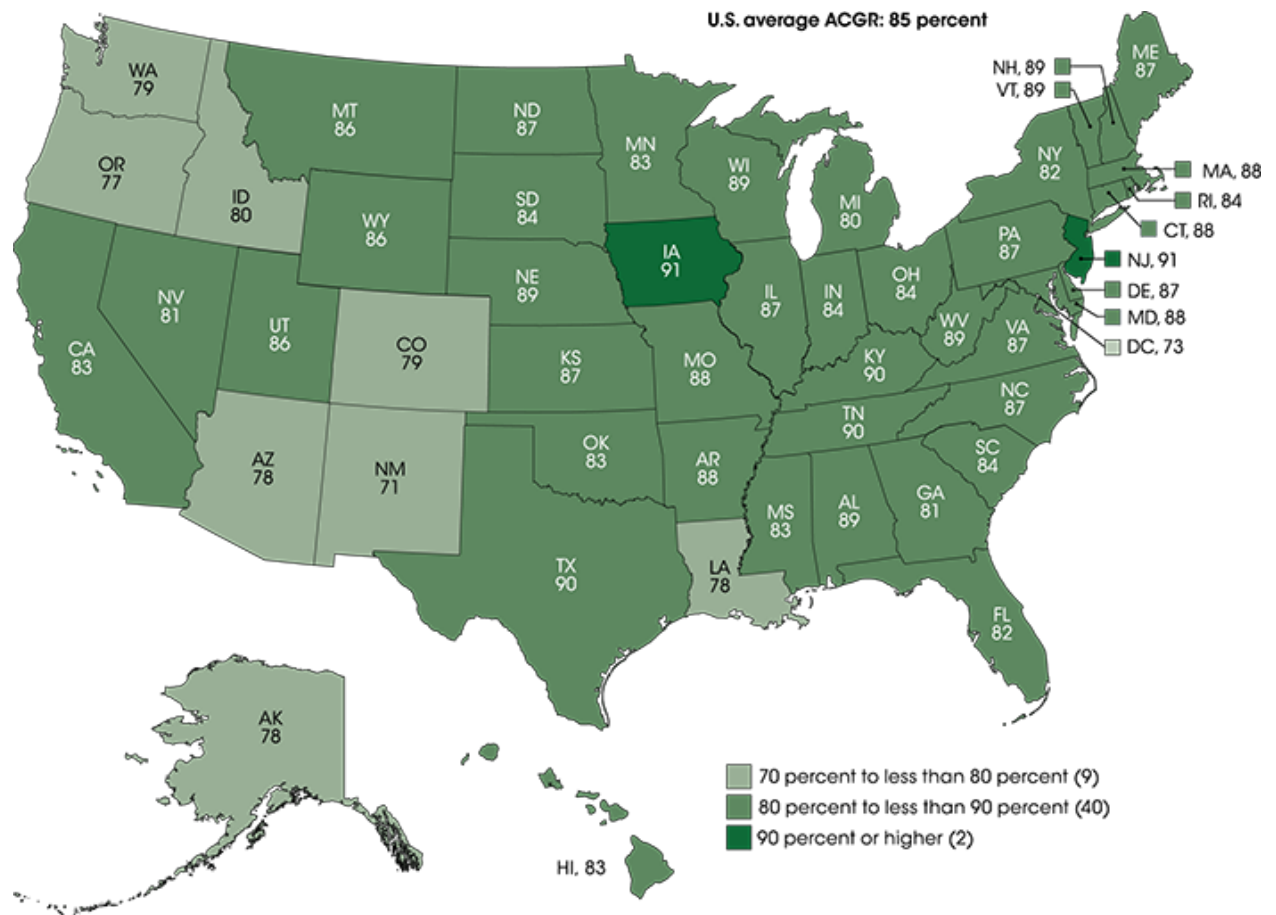 U.S. average ACGR: 85 percent
WA
79
OR
77
ID
80
MT
86
ND
87
MN
83
WI
89
MI
80
NY
82
ME
87
NH, 89
VT, 89
MA, 88
RI, 84
CT, 88
NJ, 91
DE, 87
MD, 88
DC, 73
WY
86
SD
84
IA
91
NE
89
PA
87
OH
84
IN
84
IL
87
WV
89
VA
87
CA
83
NV
81
UT
86
CO
79
KS
87
MO
88
KY
90
NC
87
TN
90
SC
84
AZ
78
NM
71
OK
83
AR
88
MS
83
AL
89
GA
81
TX
90
LA
78
FL
82
AK
78
HI, 83
70 percent to less than 80 percent (9)
80 percent to less than 90 percent (40)
90 percent or higher (2)